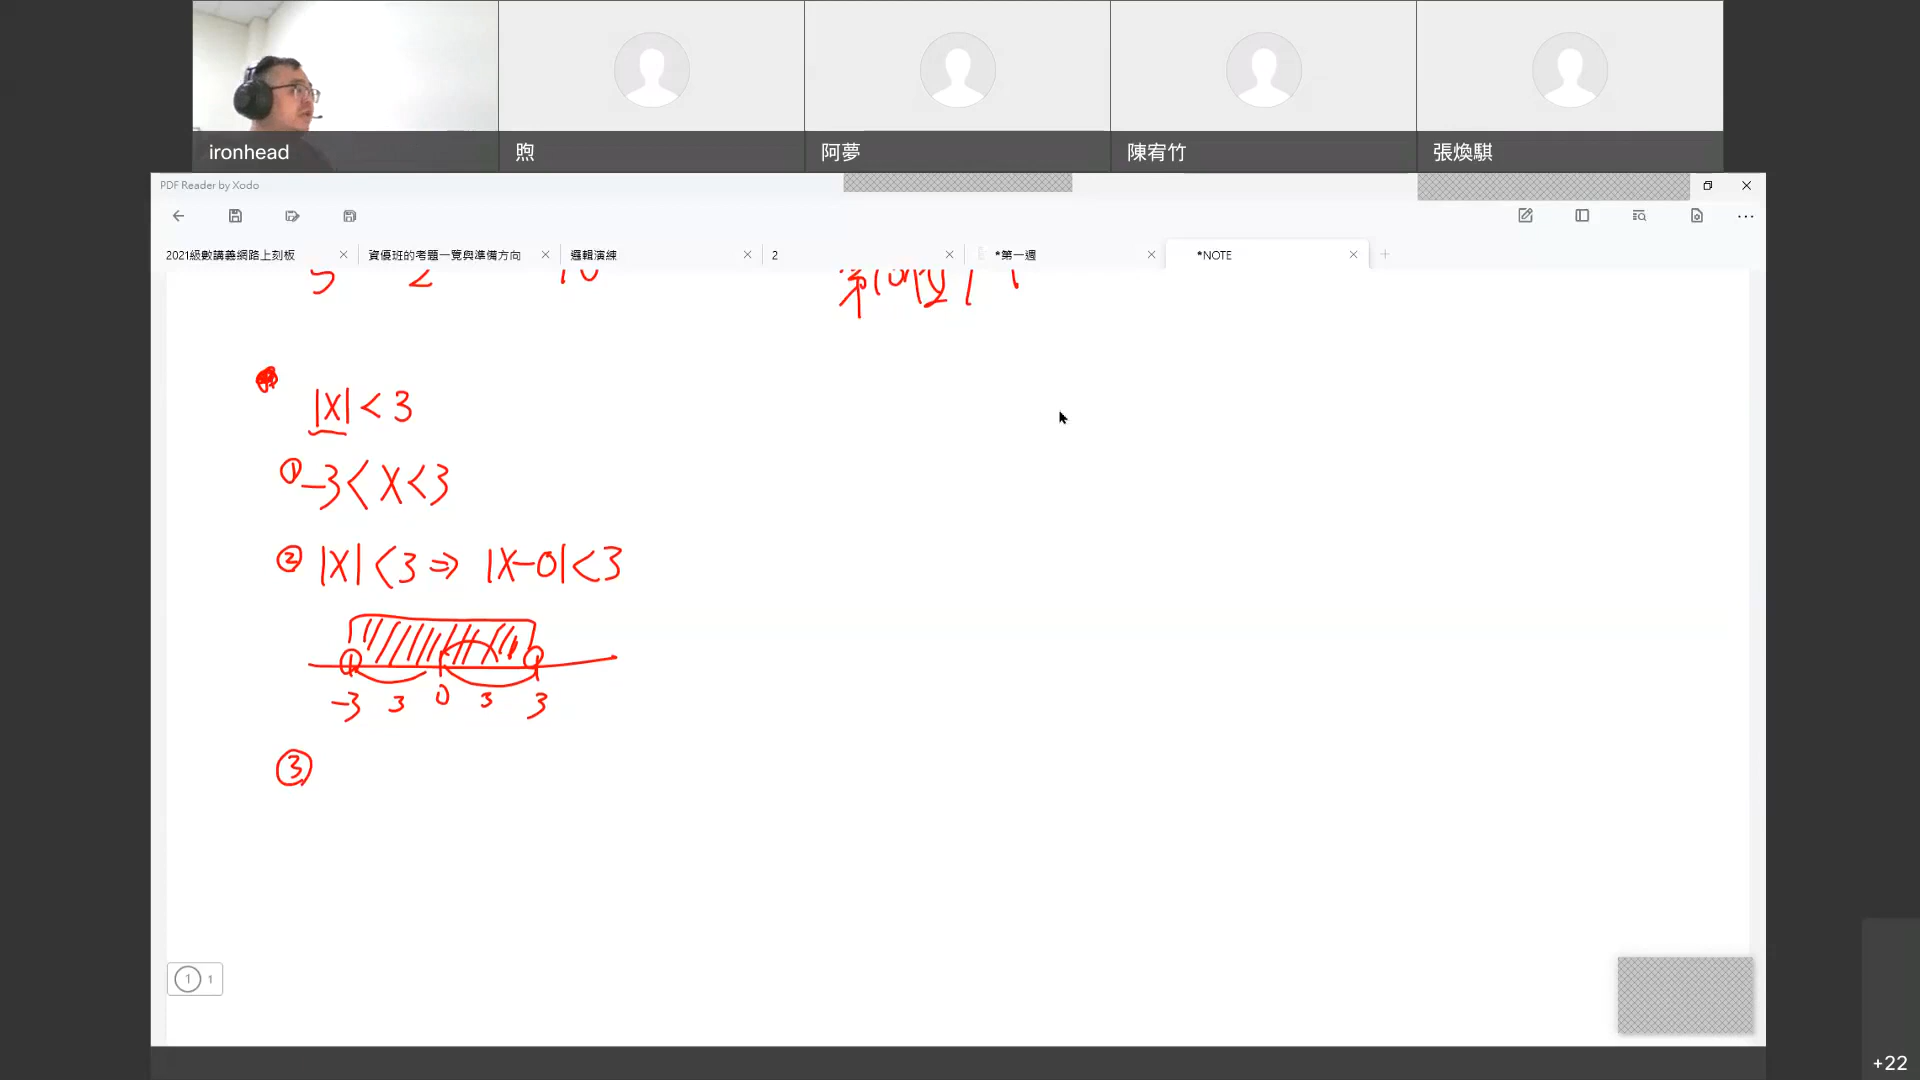 ironhead
煦
阿夢
陳宥竹
張煥騏
PDF Reader by Xodo
2021級數講義網路上刻板
資優班的考題一覽與準備方向
邏輯演練
2
*第一週
*NOTE
|X| < 3
① -3 < X < 3
② |X| < 3 ⇒ |X-0| < 3
-3 3 0 3 3
③
1 1
+22